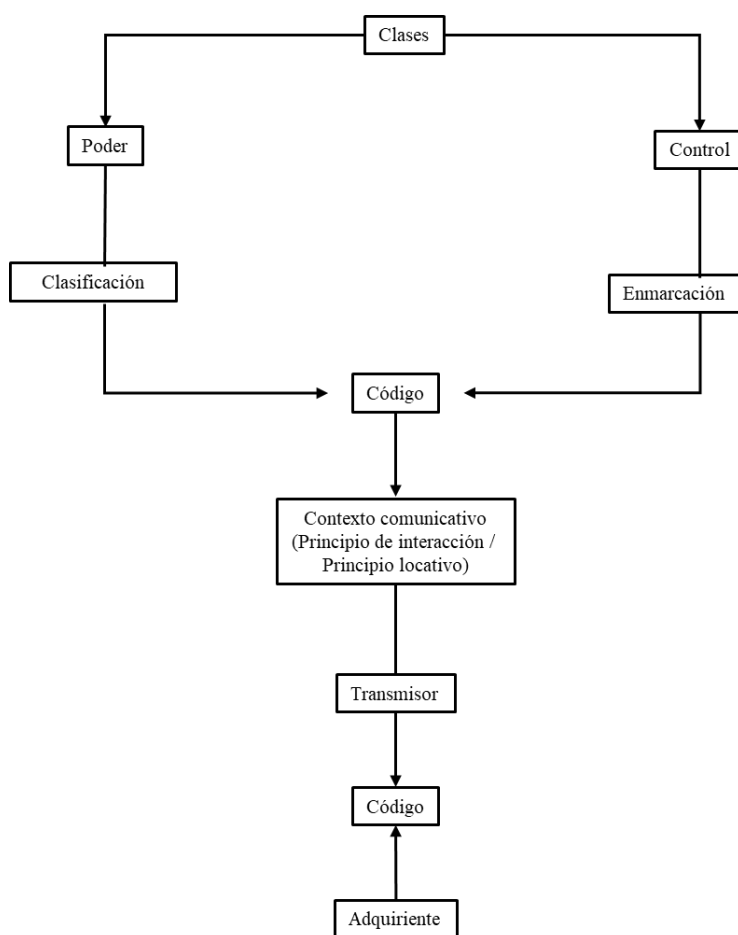 Clases
Poder
Control
Clasificación
Enmarcación
Código
Contexto comunicativo
(Principio de interacción /
Principio locativo)
Transmisor
Código
Adquiriente